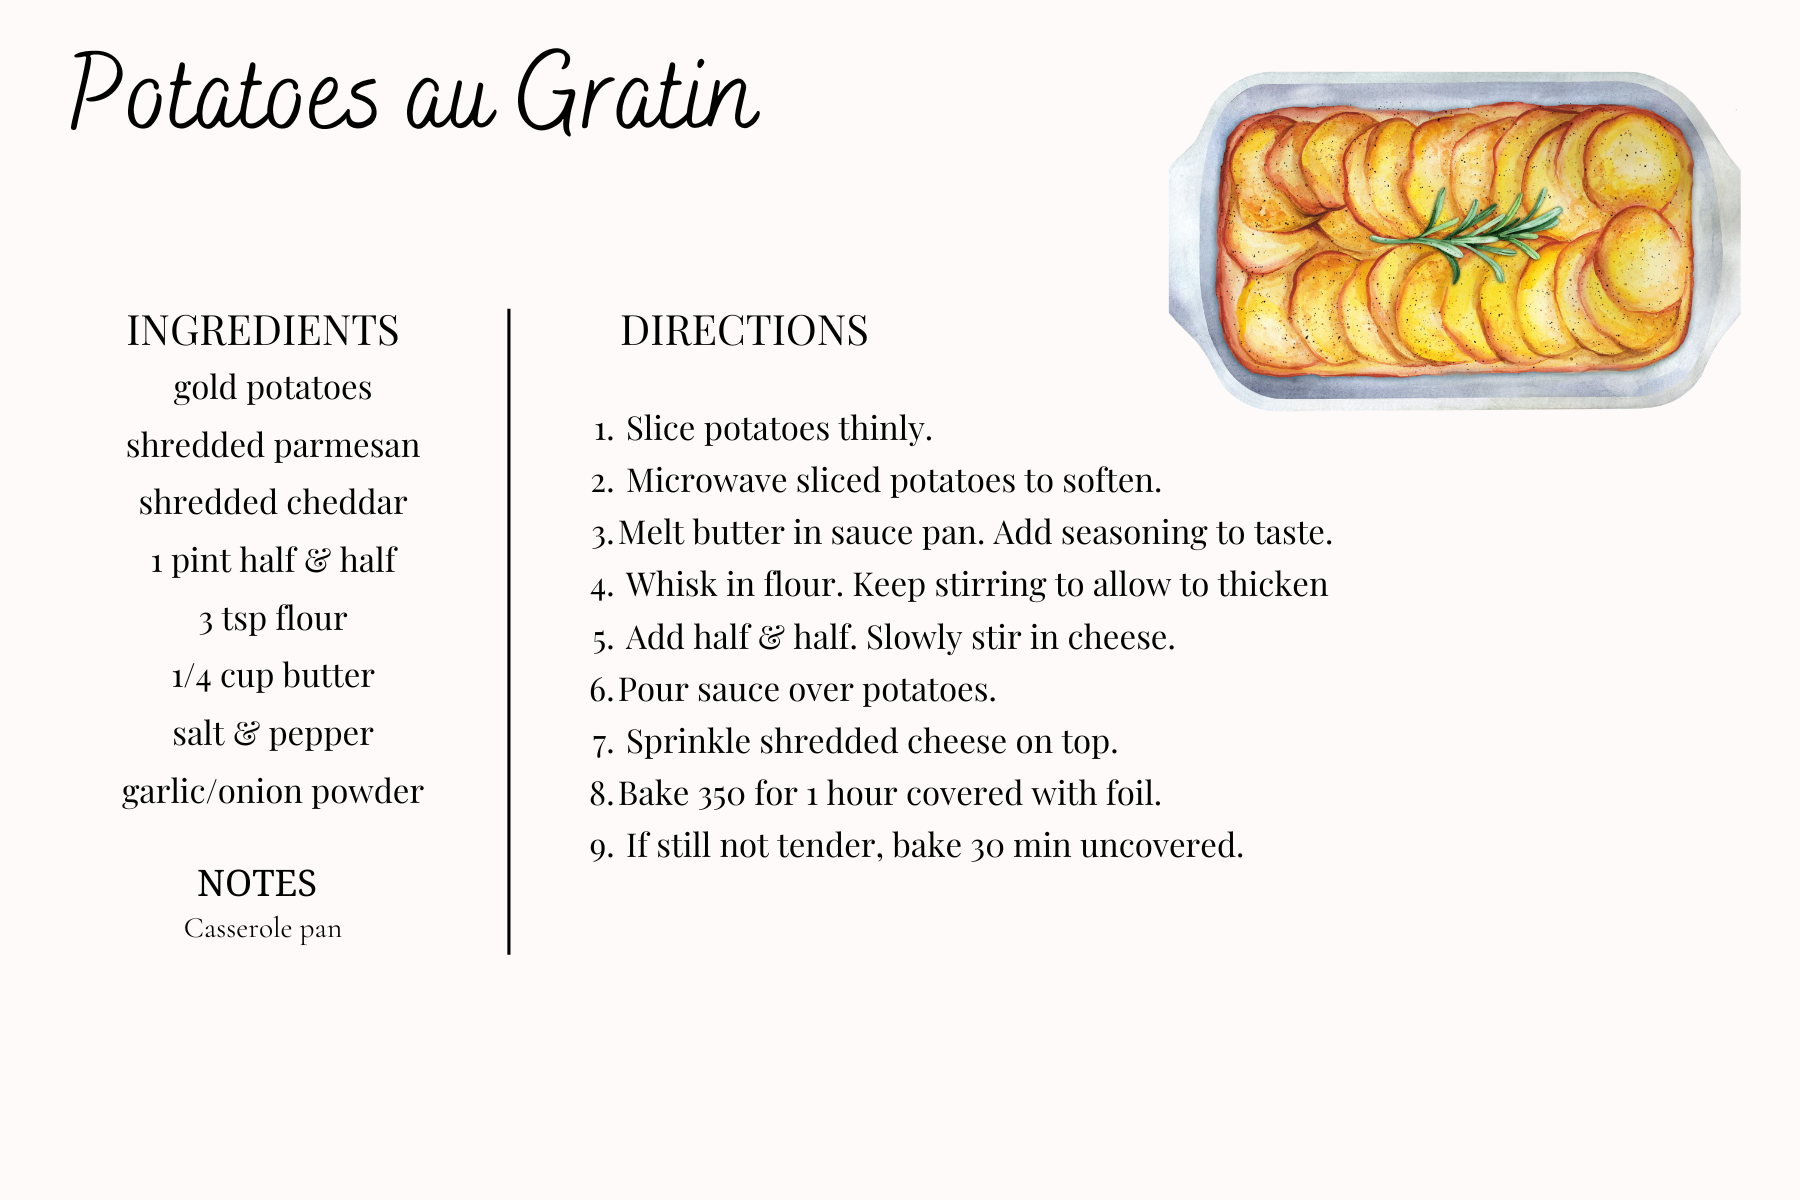 Potatoes au Gratin
INGREDIENTS
gold potatoes
shredded parmesan
shredded cheddar
1 pint half & half
3 tsp flour
1/4 cup butter
salt & pepper
garlic/onion powder
NOTES
Casserole pan
DIRECTIONS
1. Slice potatoes thinly.
2. Microwave sliced potatoes to soften.
3. Melt butter in sauce pan. Add seasoning to taste.
4. Whisk in flour. Keep stirring to allow to thicken
5. Add half & half. Slowly stir in cheese.
6. Pour sauce over potatoes.
7. Sprinkle shredded cheese on top.
8. Bake 350 for 1 hour covered with foil.
9. If still not tender, bake 30 min uncovered.